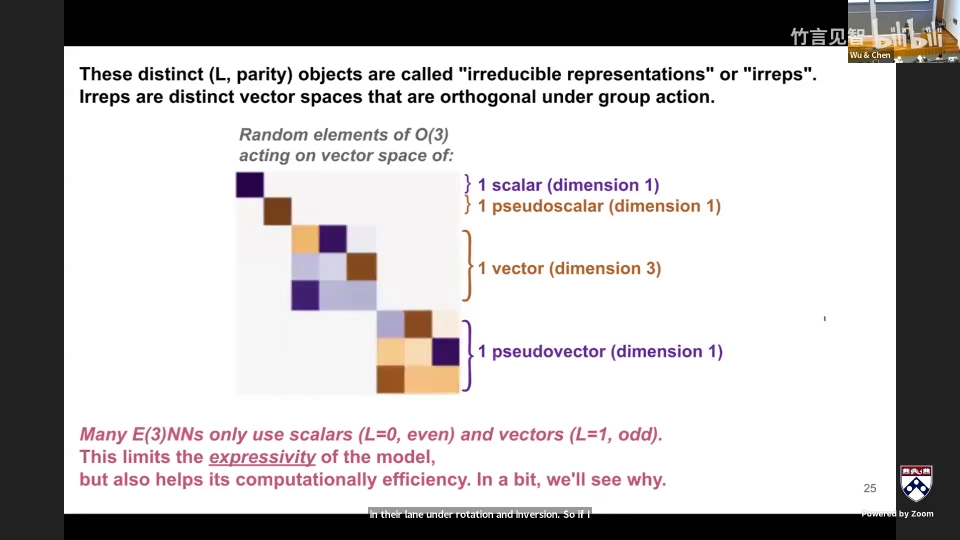 竹言见智
bilibili
Wu & Chen
These distinct (L, parity) objects are called "irreducible representations" or "irreps".
Irreps are distinct vector spaces that are orthogonal under group action.
Random elements of O(3)
acting on vector space of:
} 1 scalar (dimension 1)
} 1 pseudoscalar (dimension 1)
1 vector (dimension 3)
1 pseudovector (dimension 1)
Many E(3)NNs only use scalars (L=0, even) and vectors (L=1, odd).
This limits the expressivity of the model,
but also helps its computationally efficiency. In a bit, we'll see why.
25
in their lane under rotation and inversion. So if I
Powered by Zoom